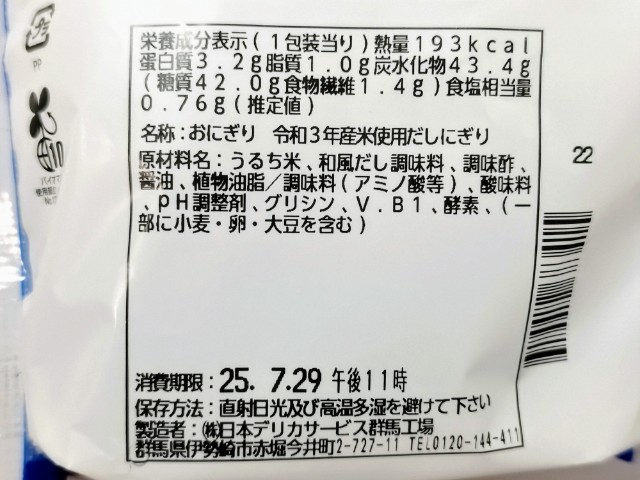 栄養成分表示(1包装当り)熱量193kcal
蛋白質3.2g脂質1.0g炭水化物43.4g
(糖質42.0g食物繊維1.4g)食塩相当量
0.76g(推定値)
名称:おにぎり 令和3年産米使用だしにぎり
原材料名:うるち米、和風だし調味料、調味酢、
醤油、植物油脂/調味料(アミノ酸等)、酸味料
、pH調整剤、グリシン、V.B1、酵素、(一
部に小麦・卵・大豆を含む)
22
消費期限:25. 7.29 午後11時
保存方法:直射日光及び高温多湿を避けて下さい
製造者:㈱日本デリカサービス群馬工場
群馬県伊勢崎市赤堀今井町2-727-11 TEL0120-144-411
PP